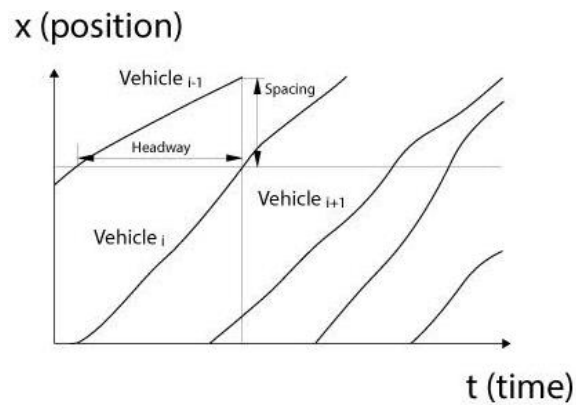 x (position)
Vehicle i-1
Spacing
Headway
Vehicle i+1
Vehicle i
t (time)